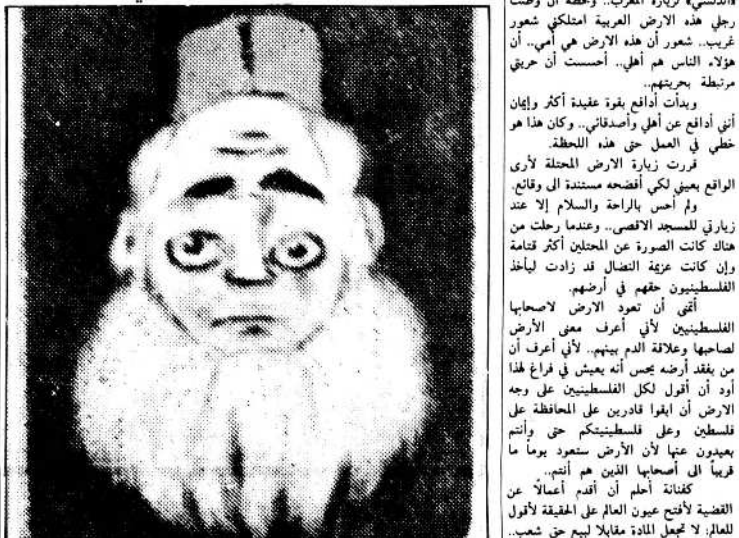 لزيارة المغرب.. ولحظة أن وطئت
رجلي هذه الارض العربية امتلكني شعور
غريب.. شعور أن هذه الارض هي أمي.. أن
هؤلاء الناس هم أهلي.. أحسست أن حريتي
مرتبطة بحريتهم..
وبدأت أدافع بقوة عقيدة أكثر وإيمان
أنني أدافع عن أهلي وأصدقائي.. وكان هذا هو
خطي في العمل حتى هذه اللحظة.
قررت زيارة الارض المحتلة لأرى
الواقع بعيني لكي أفضحه مستندة الى وقائع.
ولم أحس بالراحة والسلام إلا عند
زيارتي للمسجد الاقصى.. وعندما رحلت من
هناك كانت الصورة عن المحتلين أكثر قتامة
وإن كانت عزيمة النضال قد زادت ليأخذ
الفلسطينيون حقهم في أرضهم.
أتمنى أن تعود الارض لاصحابها
الفلسطينيين لأني أعرف معنى الأرض
لصاحبها وعلاقة الدم بينهم.. لأني أعرف أن
من يفقد أرضه يحس أنه يعيش في فراغ لهذا
أود أن أقول لكل الفلسطينيين على وجه
الارض أن ابقوا قادرين على المحافظة على
فلسطين وعلى فلسطينيتكم حتى وأنتم
بعيدون عنها لأن الأرض ستعود يوماً ما
قريباً الى أصحابها الذين هم أنتم..
كفنانة أحلم أن أقدم أعمالاً عن
القضية لأفتح عيون العالم على الحقيقة لأقول
للعالم: لا تجعل المادة مقابلا لبيع حق شعب..